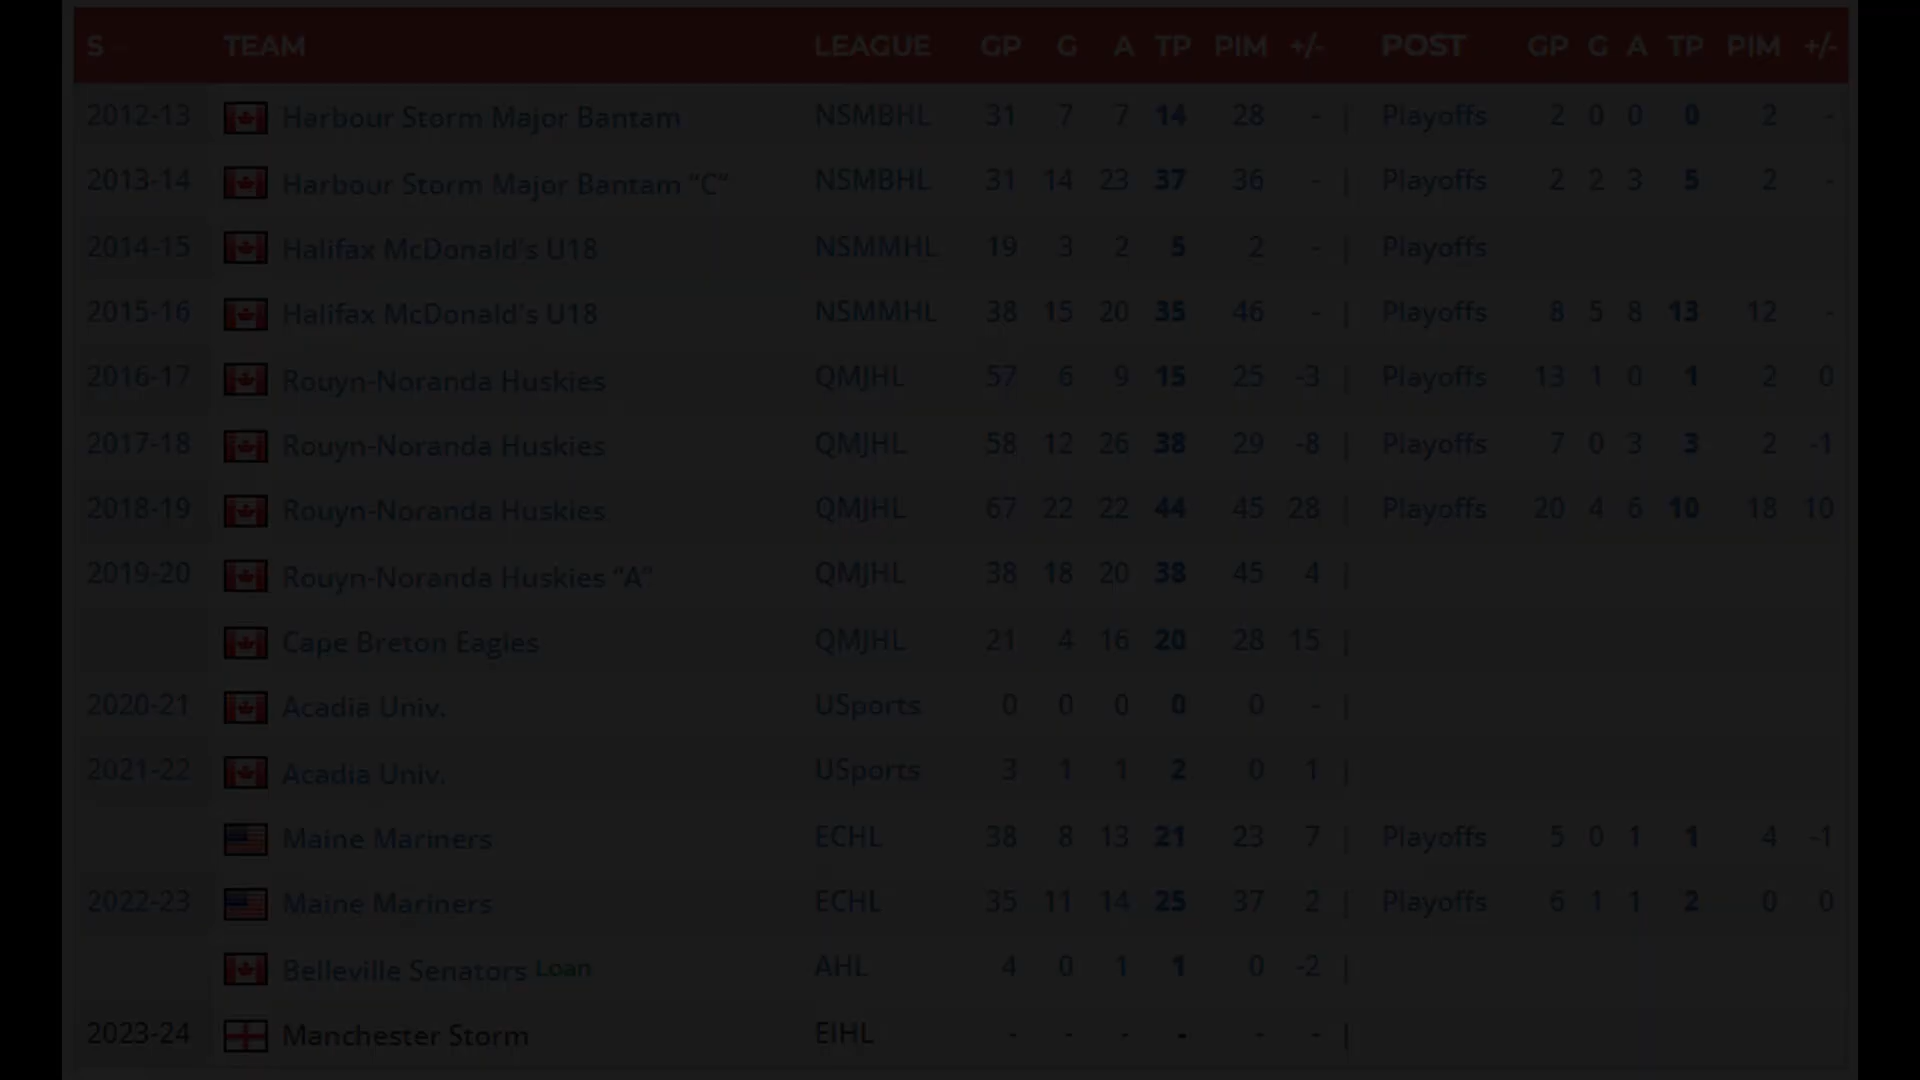 S TEAM LEAGUE GP G A TP PIM +/- POST GP G A TP PIM +/-
2012-13 Harbour Storm Major Bantam NSMBHL 31 7 7 14 28 - | Playoffs 2 0 0 0 2 -
2013-14 Harbour Storm Major Bantam “C” NSMBHL 31 14 23 37 36 - | Playoffs 2 2 3 5 2 -
2014-15 Halifax McDonald's U18 NSMMHL 19 3 2 5 2 - | Playoffs
2015-16 Halifax McDonald's U18 NSMMHL 38 15 20 35 46 - | Playoffs 8 5 8 13 12 -
2016-17 Rouyn-Noranda Huskies QMJHL 57 6 9 15 25 -3 | Playoffs 13 1 0 1 2 0
2017-18 Rouyn-Noranda Huskies QMJHL 58 12 26 38 29 -8 | Playoffs 7 0 3 3 2 -1
2018-19 Rouyn-Noranda Huskies QMJHL 67 22 22 44 45 28 | Playoffs 20 4 6 10 18 10
2019-20 Rouyn-Noranda Huskies “A” QMJHL 38 18 20 38 45 4 |
Cape Breton Eagles QMJHL 21 4 16 20 28 15 |
2020-21 Acadia Univ. USports 0 0 0 0 0 - |
2021-22 Acadia Univ. USports 3 1 1 2 0 1 |
Maine Mariners ECHL 38 8 13 21 23 7 | Playoffs 5 0 1 1 4 -1
2022-23 Maine Mariners ECHL 35 11 14 25 37 2 | Playoffs 6 1 1 2 0 0
Belleville Senators Loan AHL 4 0 1 1 0 -2 |
2023-24 Manchester Storm EIHL - - - - - - |